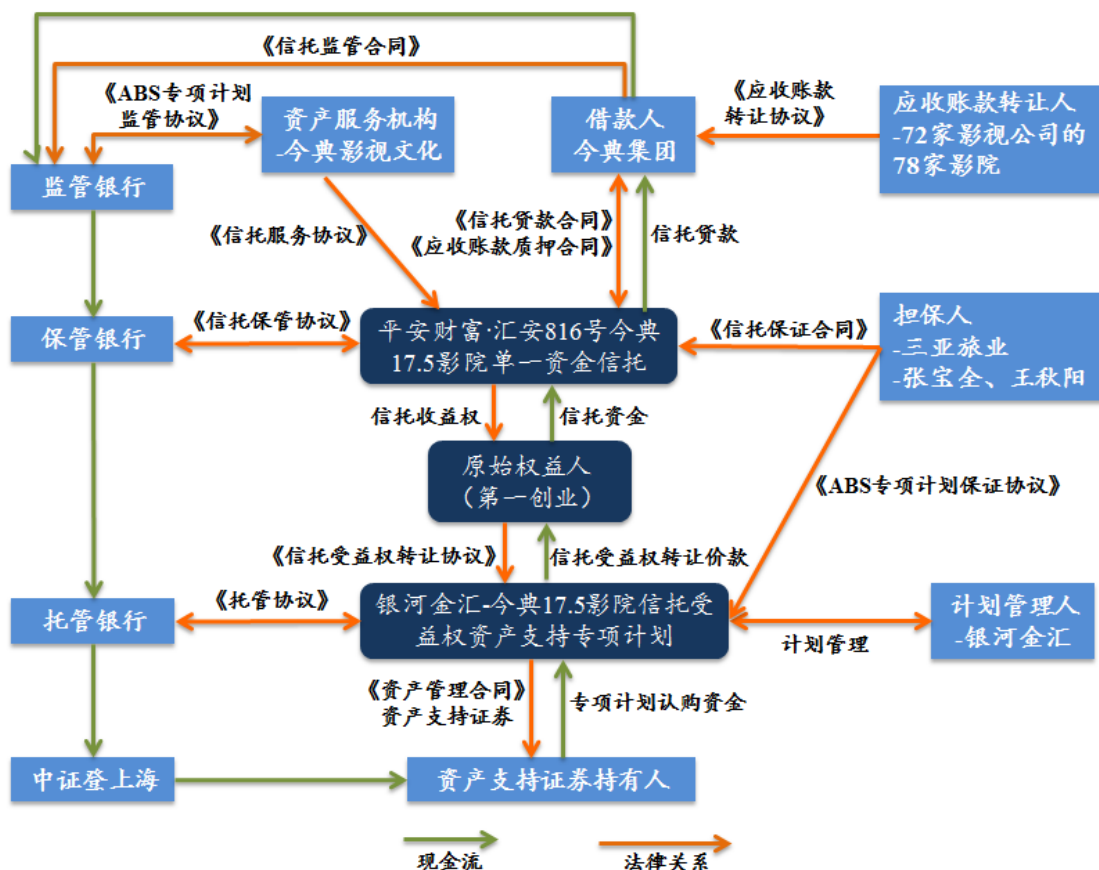 《信托监管合同》
《ABS专项计划
监管协议》
资产服务机构
-今典影视文化
借款人
今典集团
《应收账款
转让协议》
应收账款转让人
-72家影视公司的
78家影院
监管银行
《信托服务协议》
《信托贷款合同》
《应收账款质押合同》
信托贷款
保管银行
《信托保管协议》
平安财富·汇安816号今典
17.5影院单一资金信托
《信托保证合同》
担保人
-三亚旅业
-张宝全、王秋阳
信托收益权
信托资金
原始权益人
（第一创业）
《ABS专项计划保证协议》
《信托受益权转让协议》
信托受益权转让价款
托管银行
《托管协议》
银河金汇-今典17.5影院信托受
益权资产支持专项计划
计划管理
计划管理人
-银河金汇
《资产管理合同》
资产支持证券
专项计划认购资金
中证登上海
资产支持证券持有人
现金流
法律关系